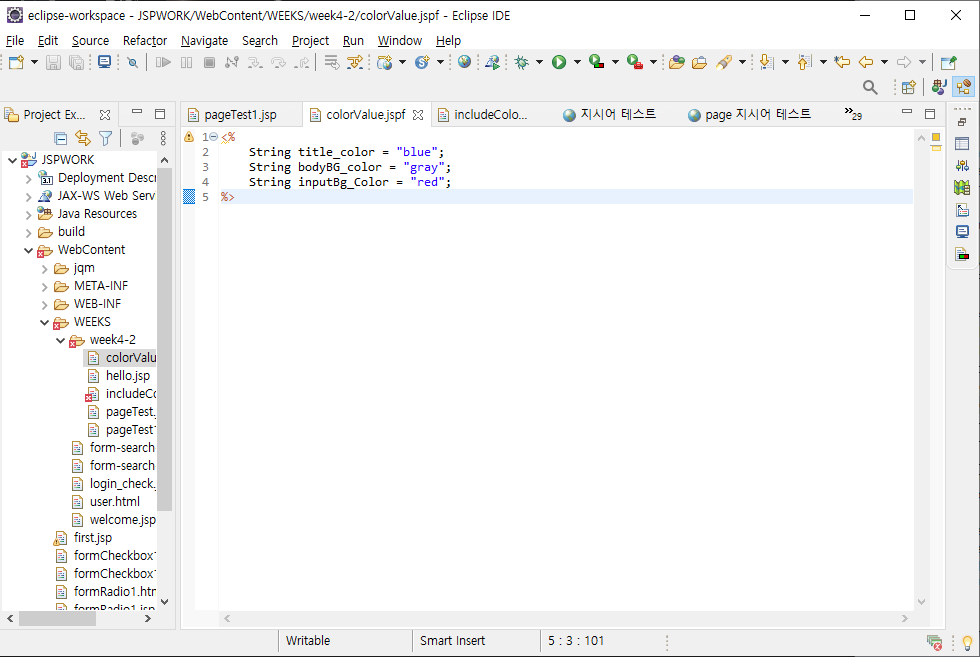 eclipse-workspace - JSPWORK/WebContent/WEEKS/week4-2/colorValue.jspf - Eclipse IDE
File Edit Source Refactor Navigate Search Project Run Window Help
Project Ex...
pageTest1.jsp colorValue.jspf includeColo... 지시어 테스트 page 지시어 테스트 »29
JSPWORK
Deployment Descr
JAX-WS Web Serv
Java Resources
build
WebContent
jqm
META-INF
WEB-INF
WEEKS
week4-2
colorValu
hello.jsp
includeCo
pageTest.
pageTest1
form-search
form-search
login_check.
user.html
welcome.jsp
first.jsp
formCheckbox1
formCheckbox1
formRadio1.htm
formRadio1.jsp
1 <%
2 String title_color = "blue";
3 String bodyBG_color = "gray";
4 String inputBg_Color = "red";
5 %>
Writable Smart Insert 5 : 3 : 101